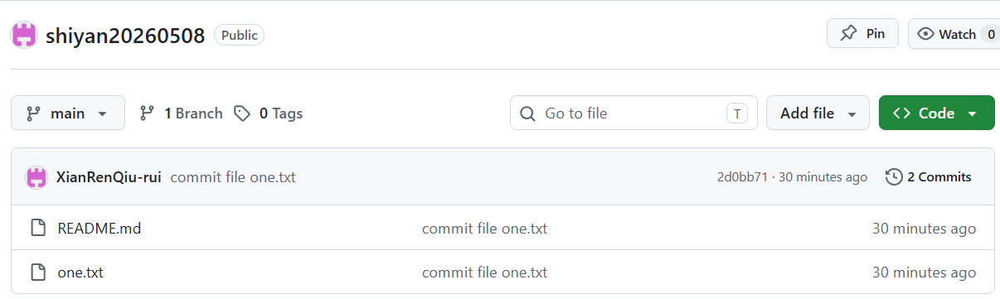 shiyan20260508 Public Pin Watch 0
main 1 Branch 0 Tags Go to file T Add file Code
XianRenQiu-rui commit file one.txt 2d0bb71 · 30 minutes ago 2 Commits
README.md commit file one.txt 30 minutes ago
one.txt commit file one.txt 30 minutes ago